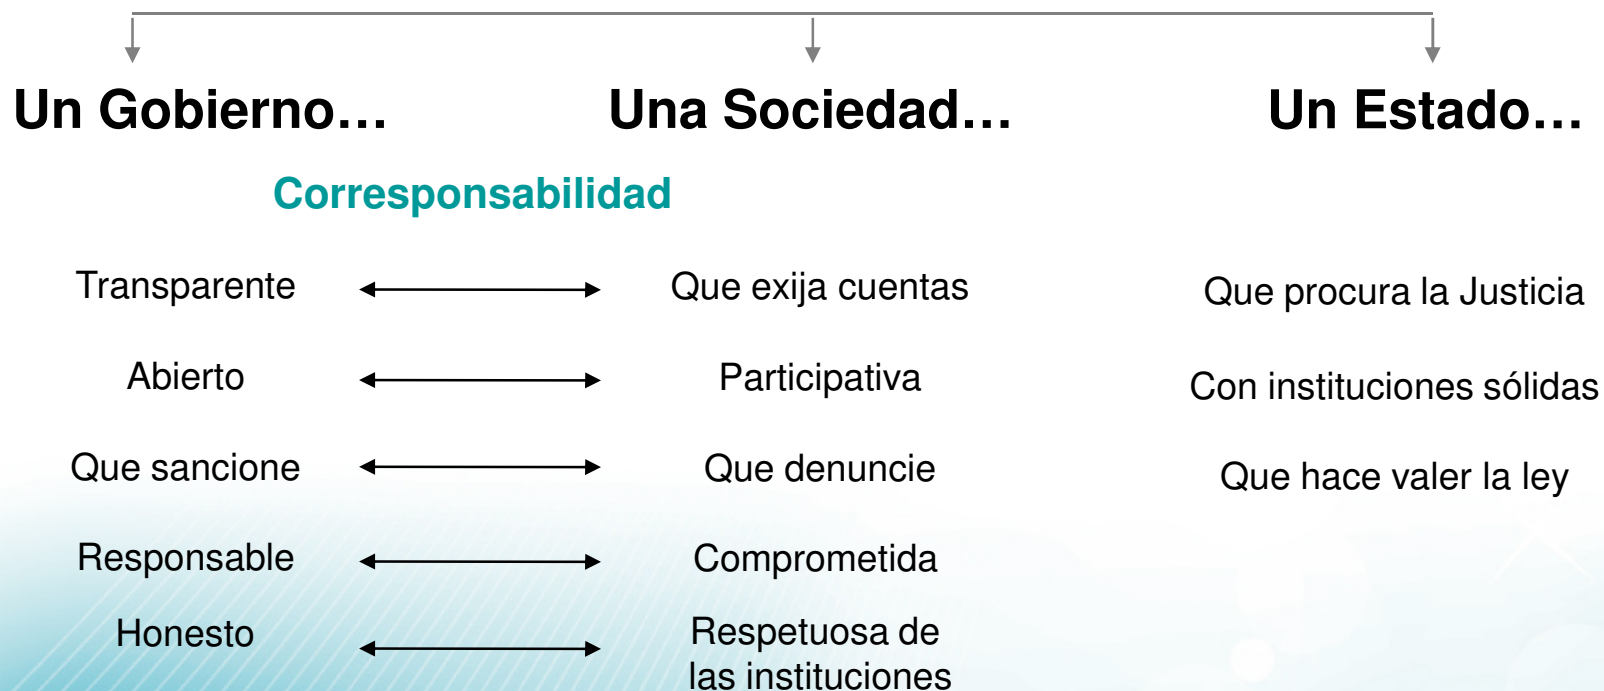 Un Gobierno…
Una Sociedad…
Un Estado…
Corresponsabilidad
Transparente
Que exija cuentas
Que procura la Justicia
Abierto
Participativa
Con instituciones sólidas
Que sancione
Que denuncie
Que hace valer la ley
Responsable
Comprometida
Honesto
Respetuosa de
las instituciones